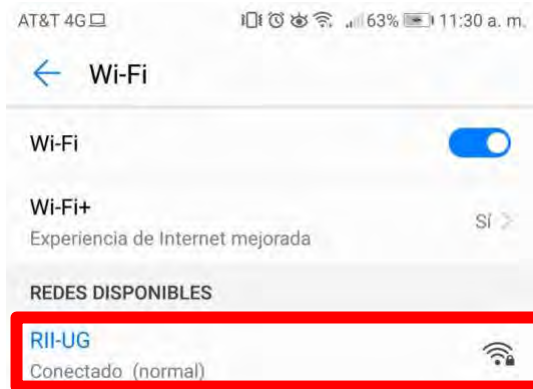 AT&T 4G 63% 11:30 a. m.
Wi-Fi
Wi-Fi
Wi-Fi+
Sí
Experiencia de Internet mejorada
REDES DISPONIBLES
RII-UG
Conectado (normal)